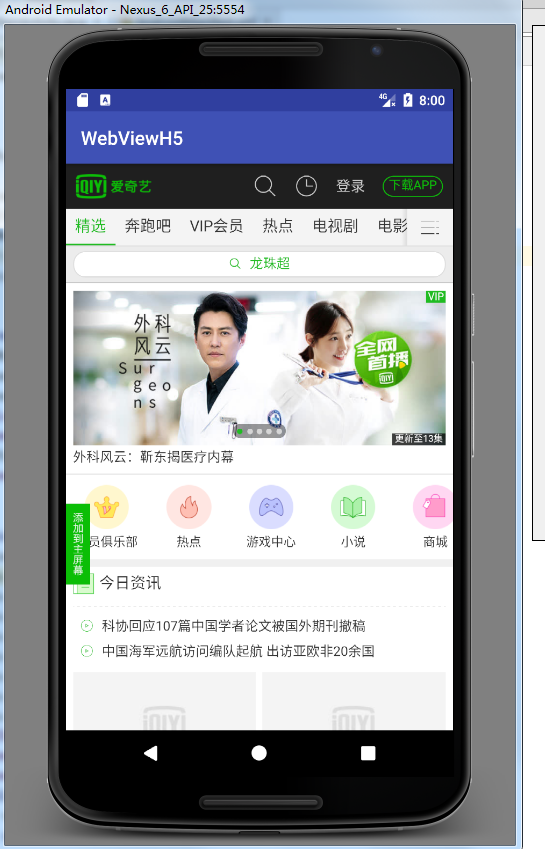 Android Emulator - Nexus_6_API_25:5554
4G 8:00
WebViewH5
iQIYI 爱奇艺 登录 下载APP
精选 奔跑吧 VIP会员 热点 电视剧 电影
龙珠超
VIP
外科
风云
Surgeons
全网
首播
iQIYI
更新至13集
外科风云：靳东揭医疗内幕
添加到主屏幕
员俱乐部 热点 游戏中心 小说 商城
今日资讯
科协回应107篇中国学者论文被国外期刊撤稿
中国海军远航访问编队起航 出访亚欧非20余国
iQIYI iQIYI